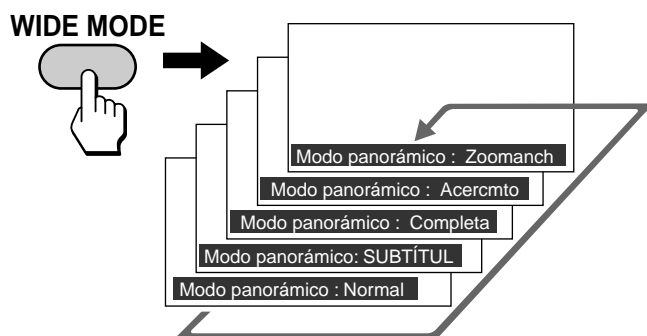 WIDE MODE
Modo panorámico : Zoomanch
Modo panorámico : Acercmto
Modo panorámico : Completa
Modo panorámico: SUBTÍTUL
Modo panorámico : Normal